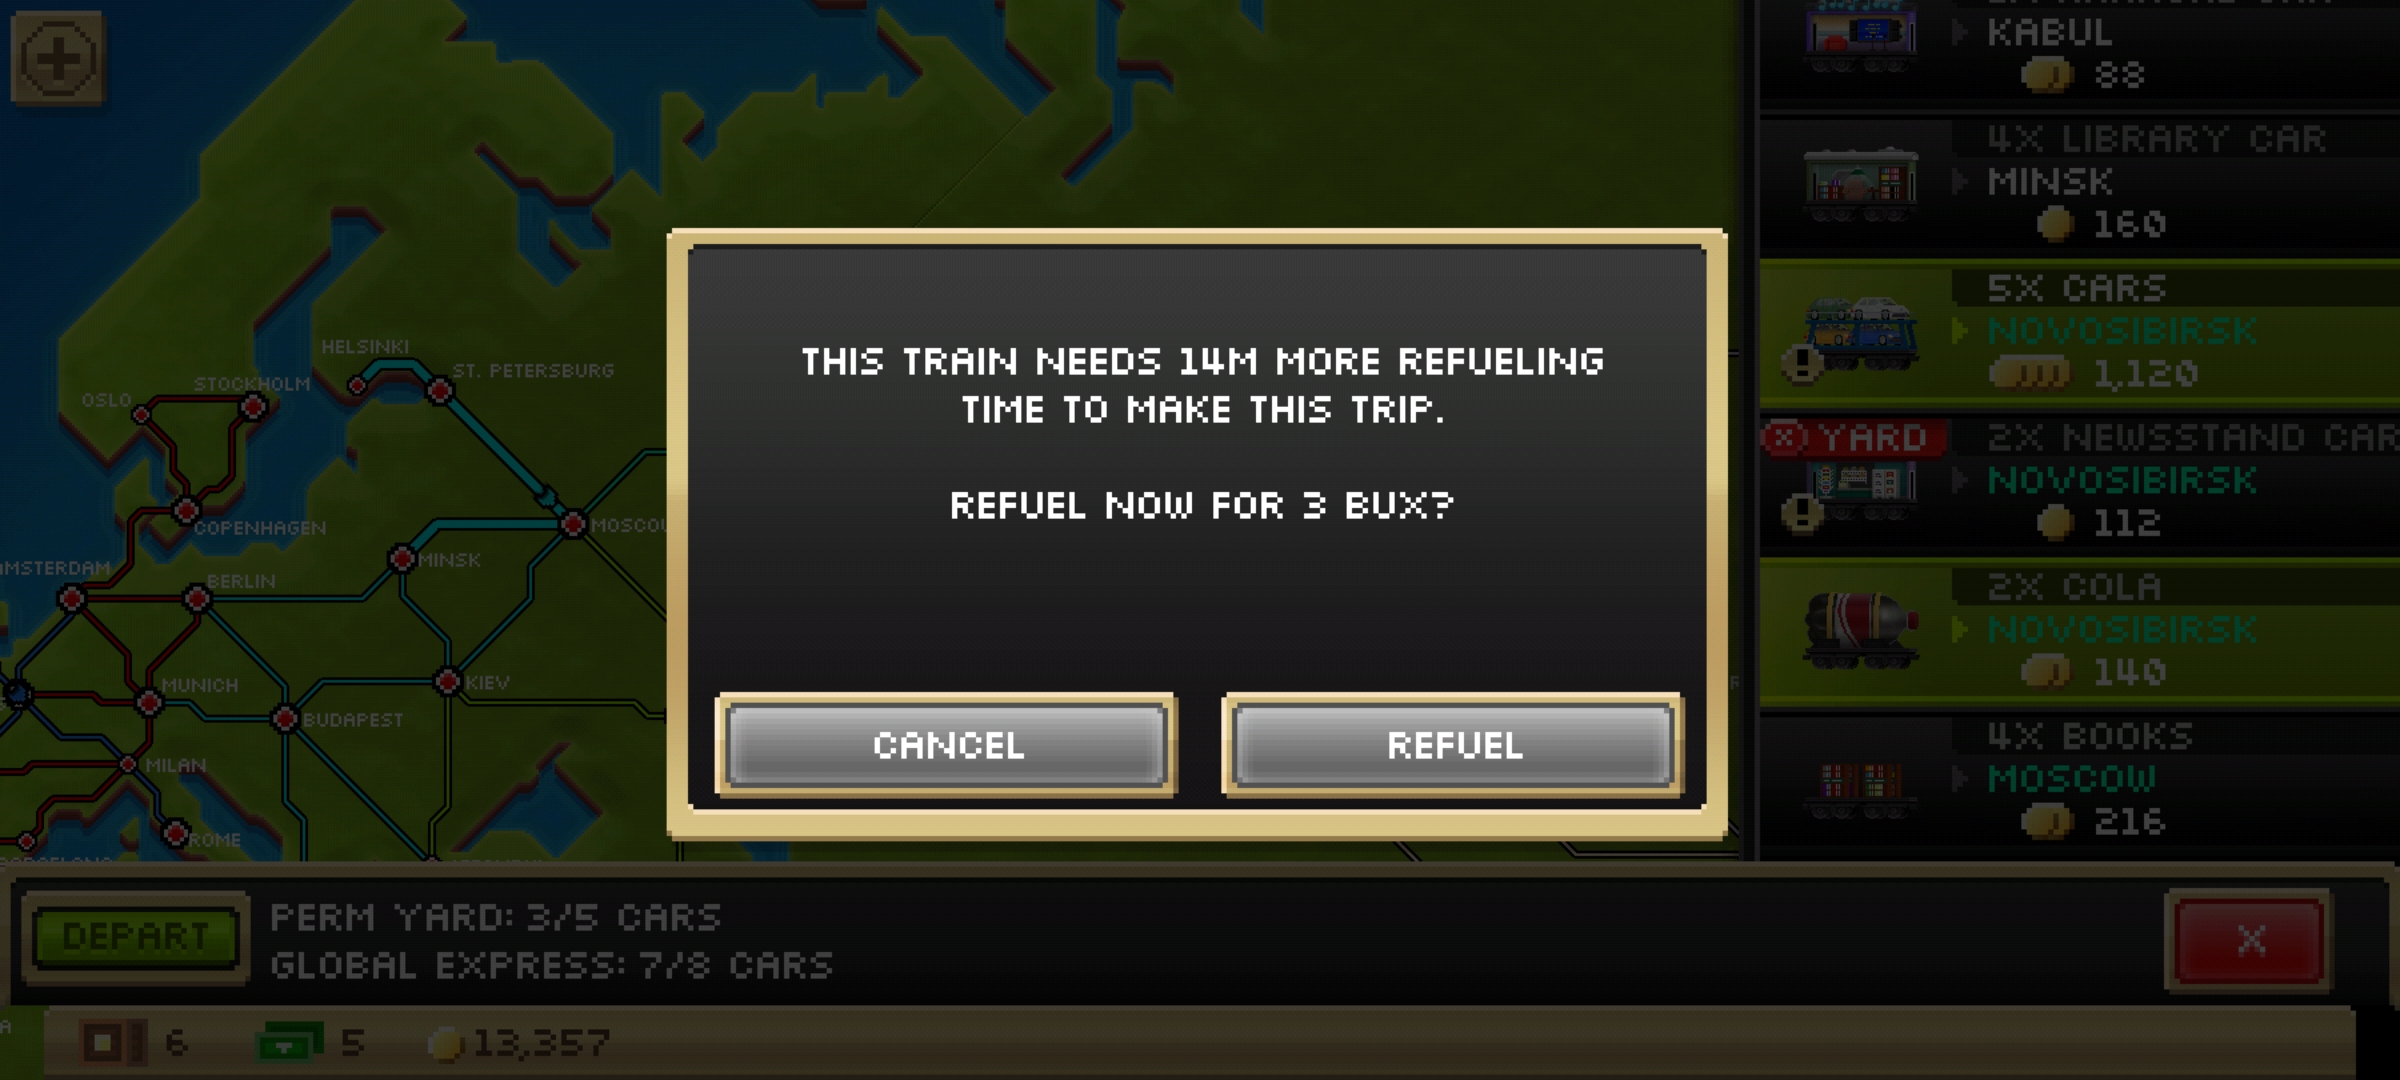 KABUL
88
4X LIBRARY CAR
MINSK
160
5X CARS
NOVOSIBIRSK
1,120
YARD
2X NEWSSTAND CAR
NOVOSIBIRSK
112
2X COLA
NOVOSIBIRSK
140
4X BOOKS
MOSCOW
216
THIS TRAIN NEEDS 14M MORE REFUELING
TIME TO MAKE THIS TRIP.
REFUEL NOW FOR 3 BUX?
CANCEL
REFUEL
HELSINKI
ST. PETERSBURG
STOCKHOLM
OSLO
COPENHAGEN
MOSCOW
MINSK
AMSTERDAM
BERLIN
MUNICH
KIEV
BUDAPEST
MILAN
ROME
DEPART
PERM YARD: 3/5 CARS
GLOBAL EXPRESS: 7/8 CARS
X
6
5
13,357